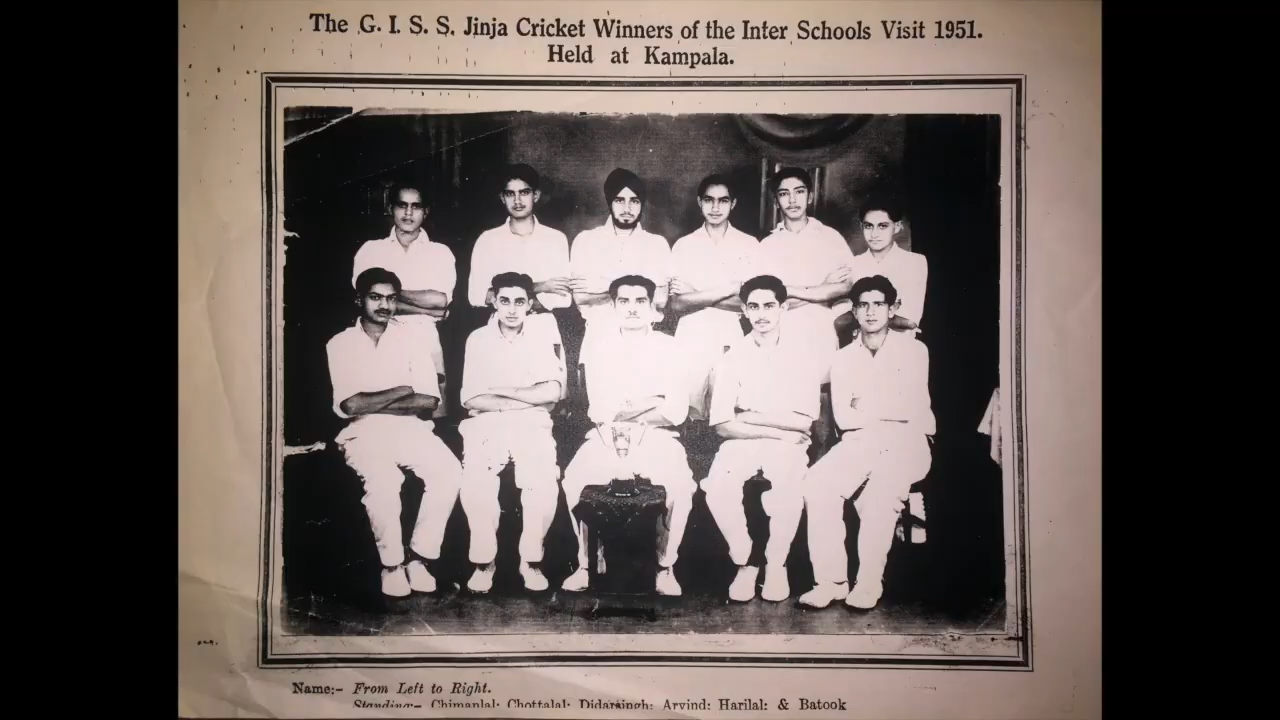 The G. I. S. S. Jinja Cricket Winners of the Inter Schools Visit 1951.
Held at Kampala.
Name:- From Left to Right.
Standing:- Chimanlal: Chottalal: Didarsingh: Arvind: Harilal: & Batook